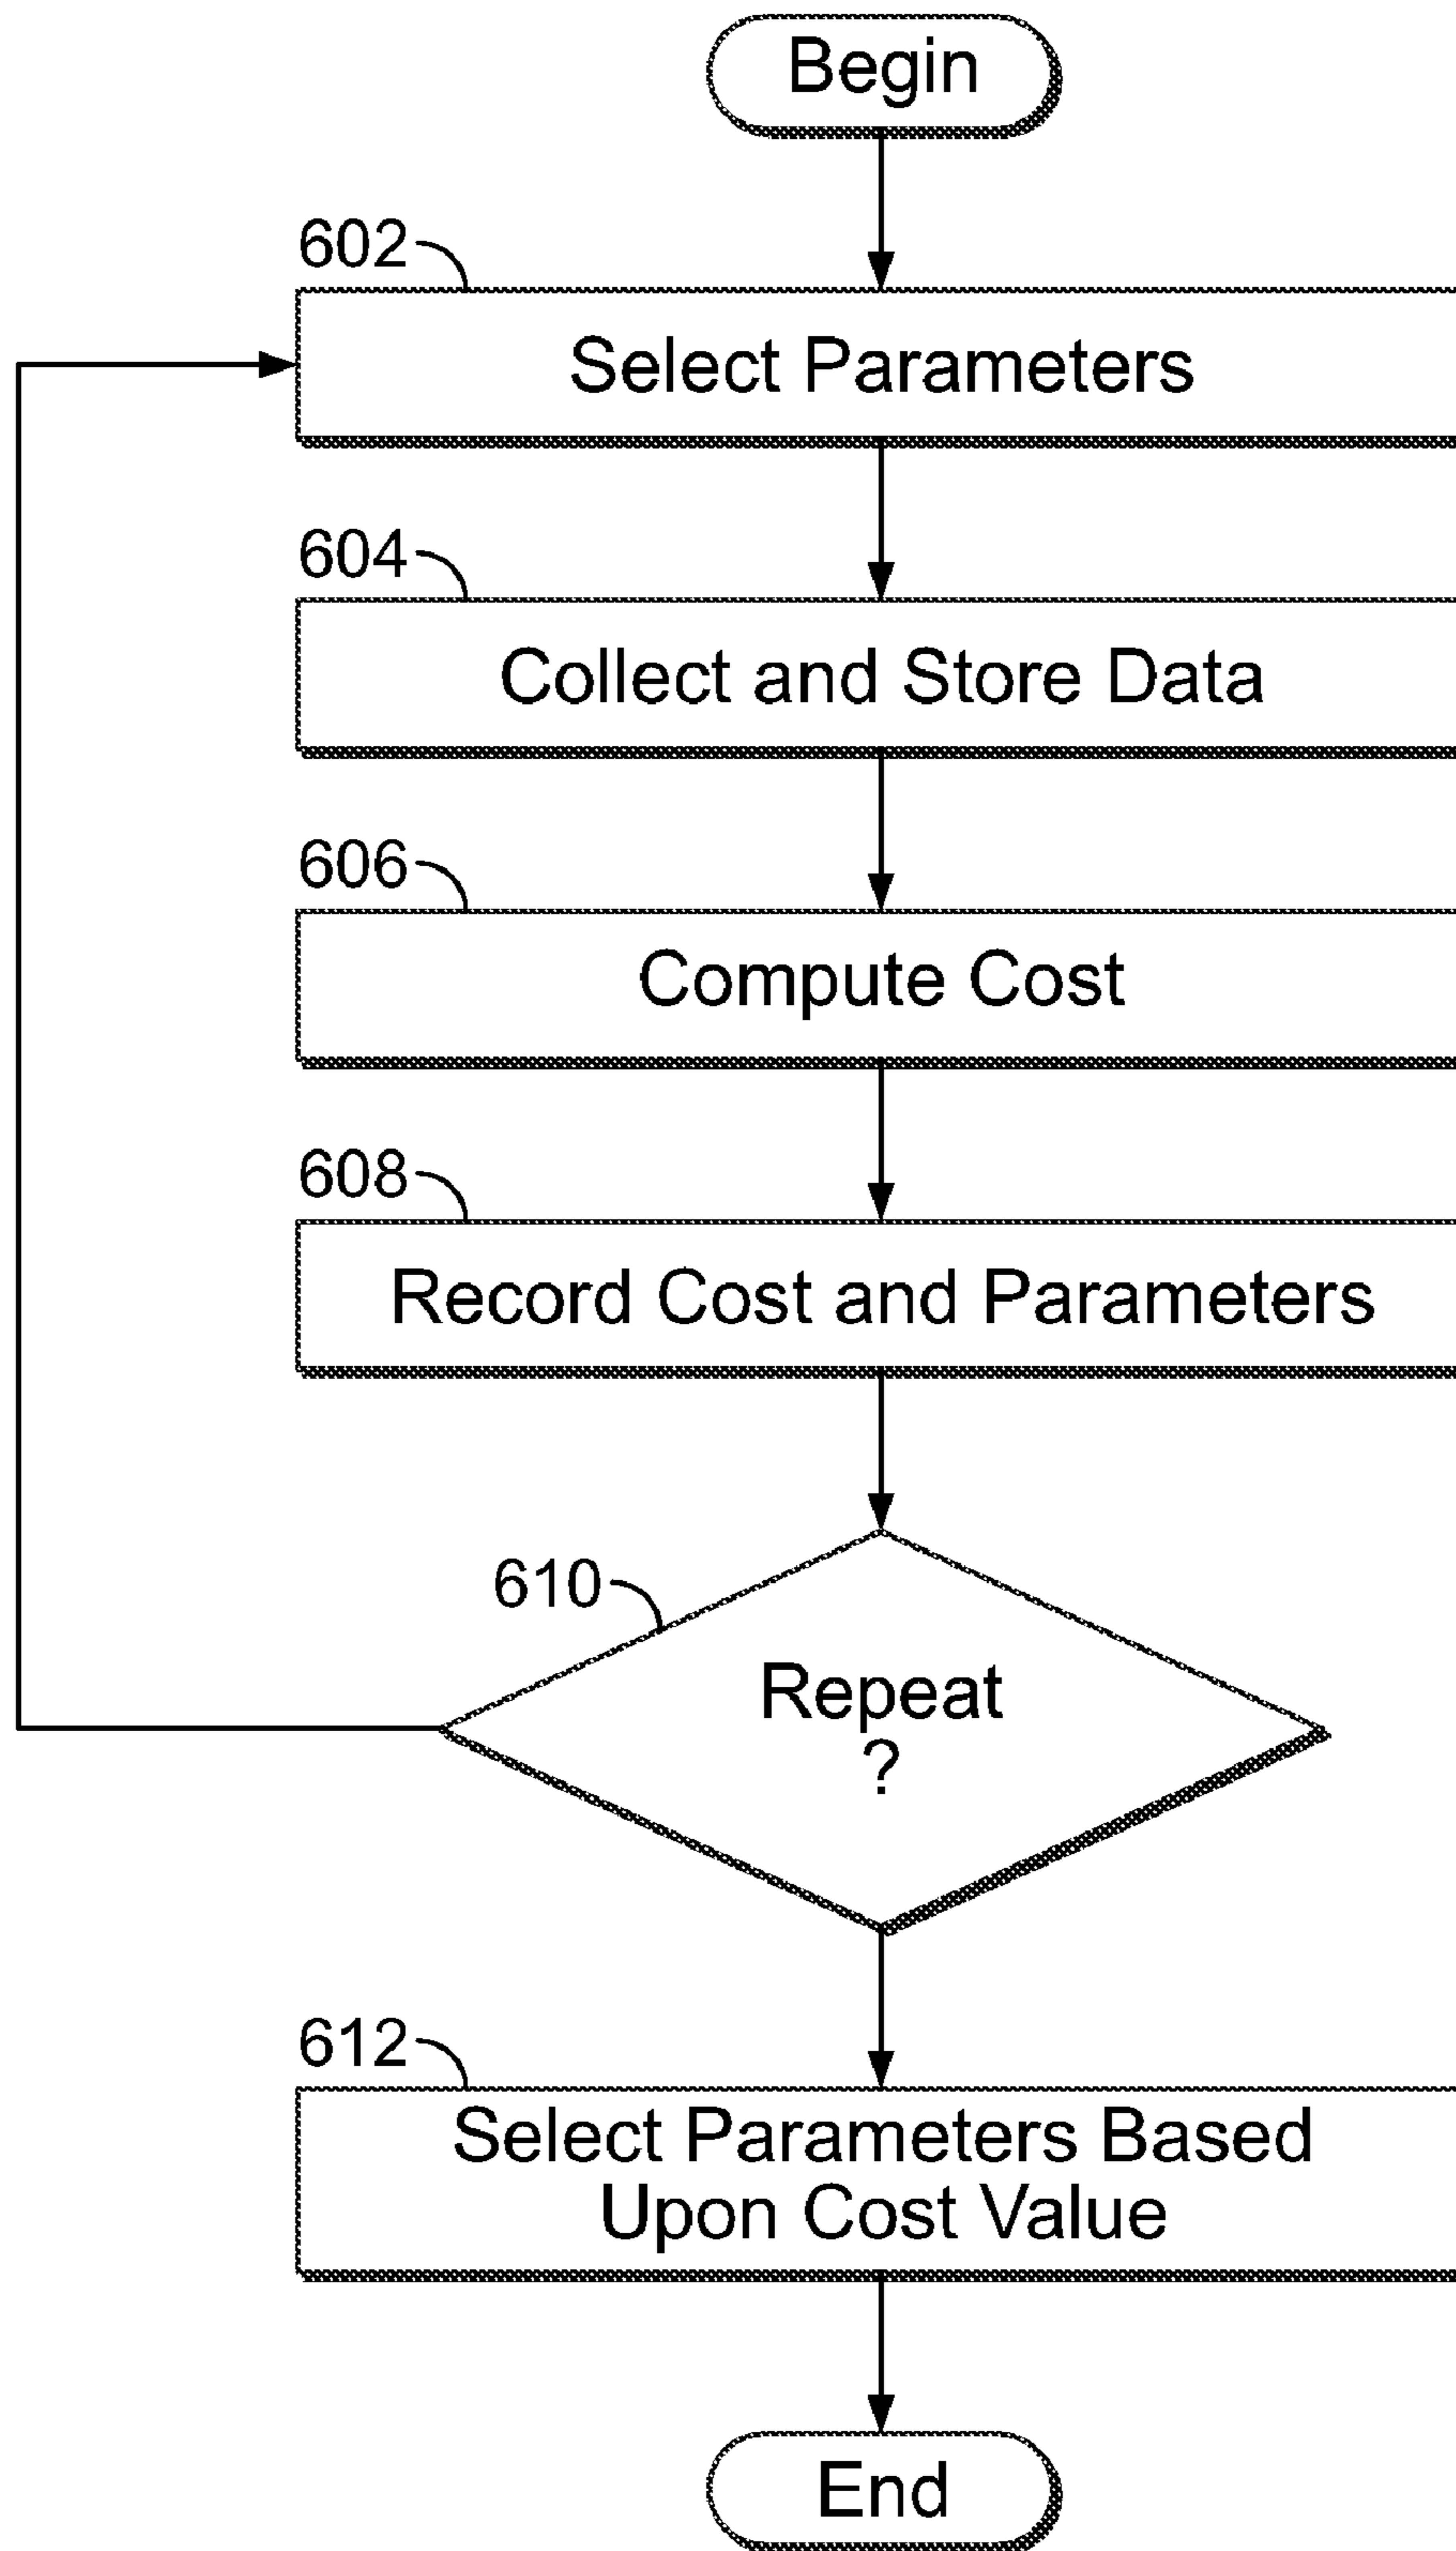 Begin
602
Select Parameters
604
Collect and Store Data
606
Compute Cost
608
Record Cost and Parameters
610
Repeat
?
612
Select Parameters Based
Upon Cost Value
End